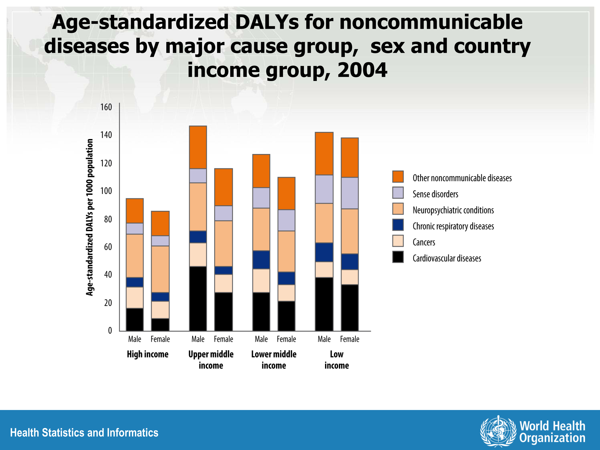 Age-standardized DALYs for noncommunicable
diseases by major cause group, sex and country
income group, 2004
Age-standardized DALYs per 1000 population
160
140
120
100
80
60
40
20
0
Male Female Male Female Male Female Male Female
High income Upper middle income Lower middle income Low income
Other noncommunicable diseases
Sense disorders
Neuropsychiatric conditions
Chronic respiratory diseases
Cancers
Cardiovascular diseases
Health Statistics and Informatics
World Health
Organization